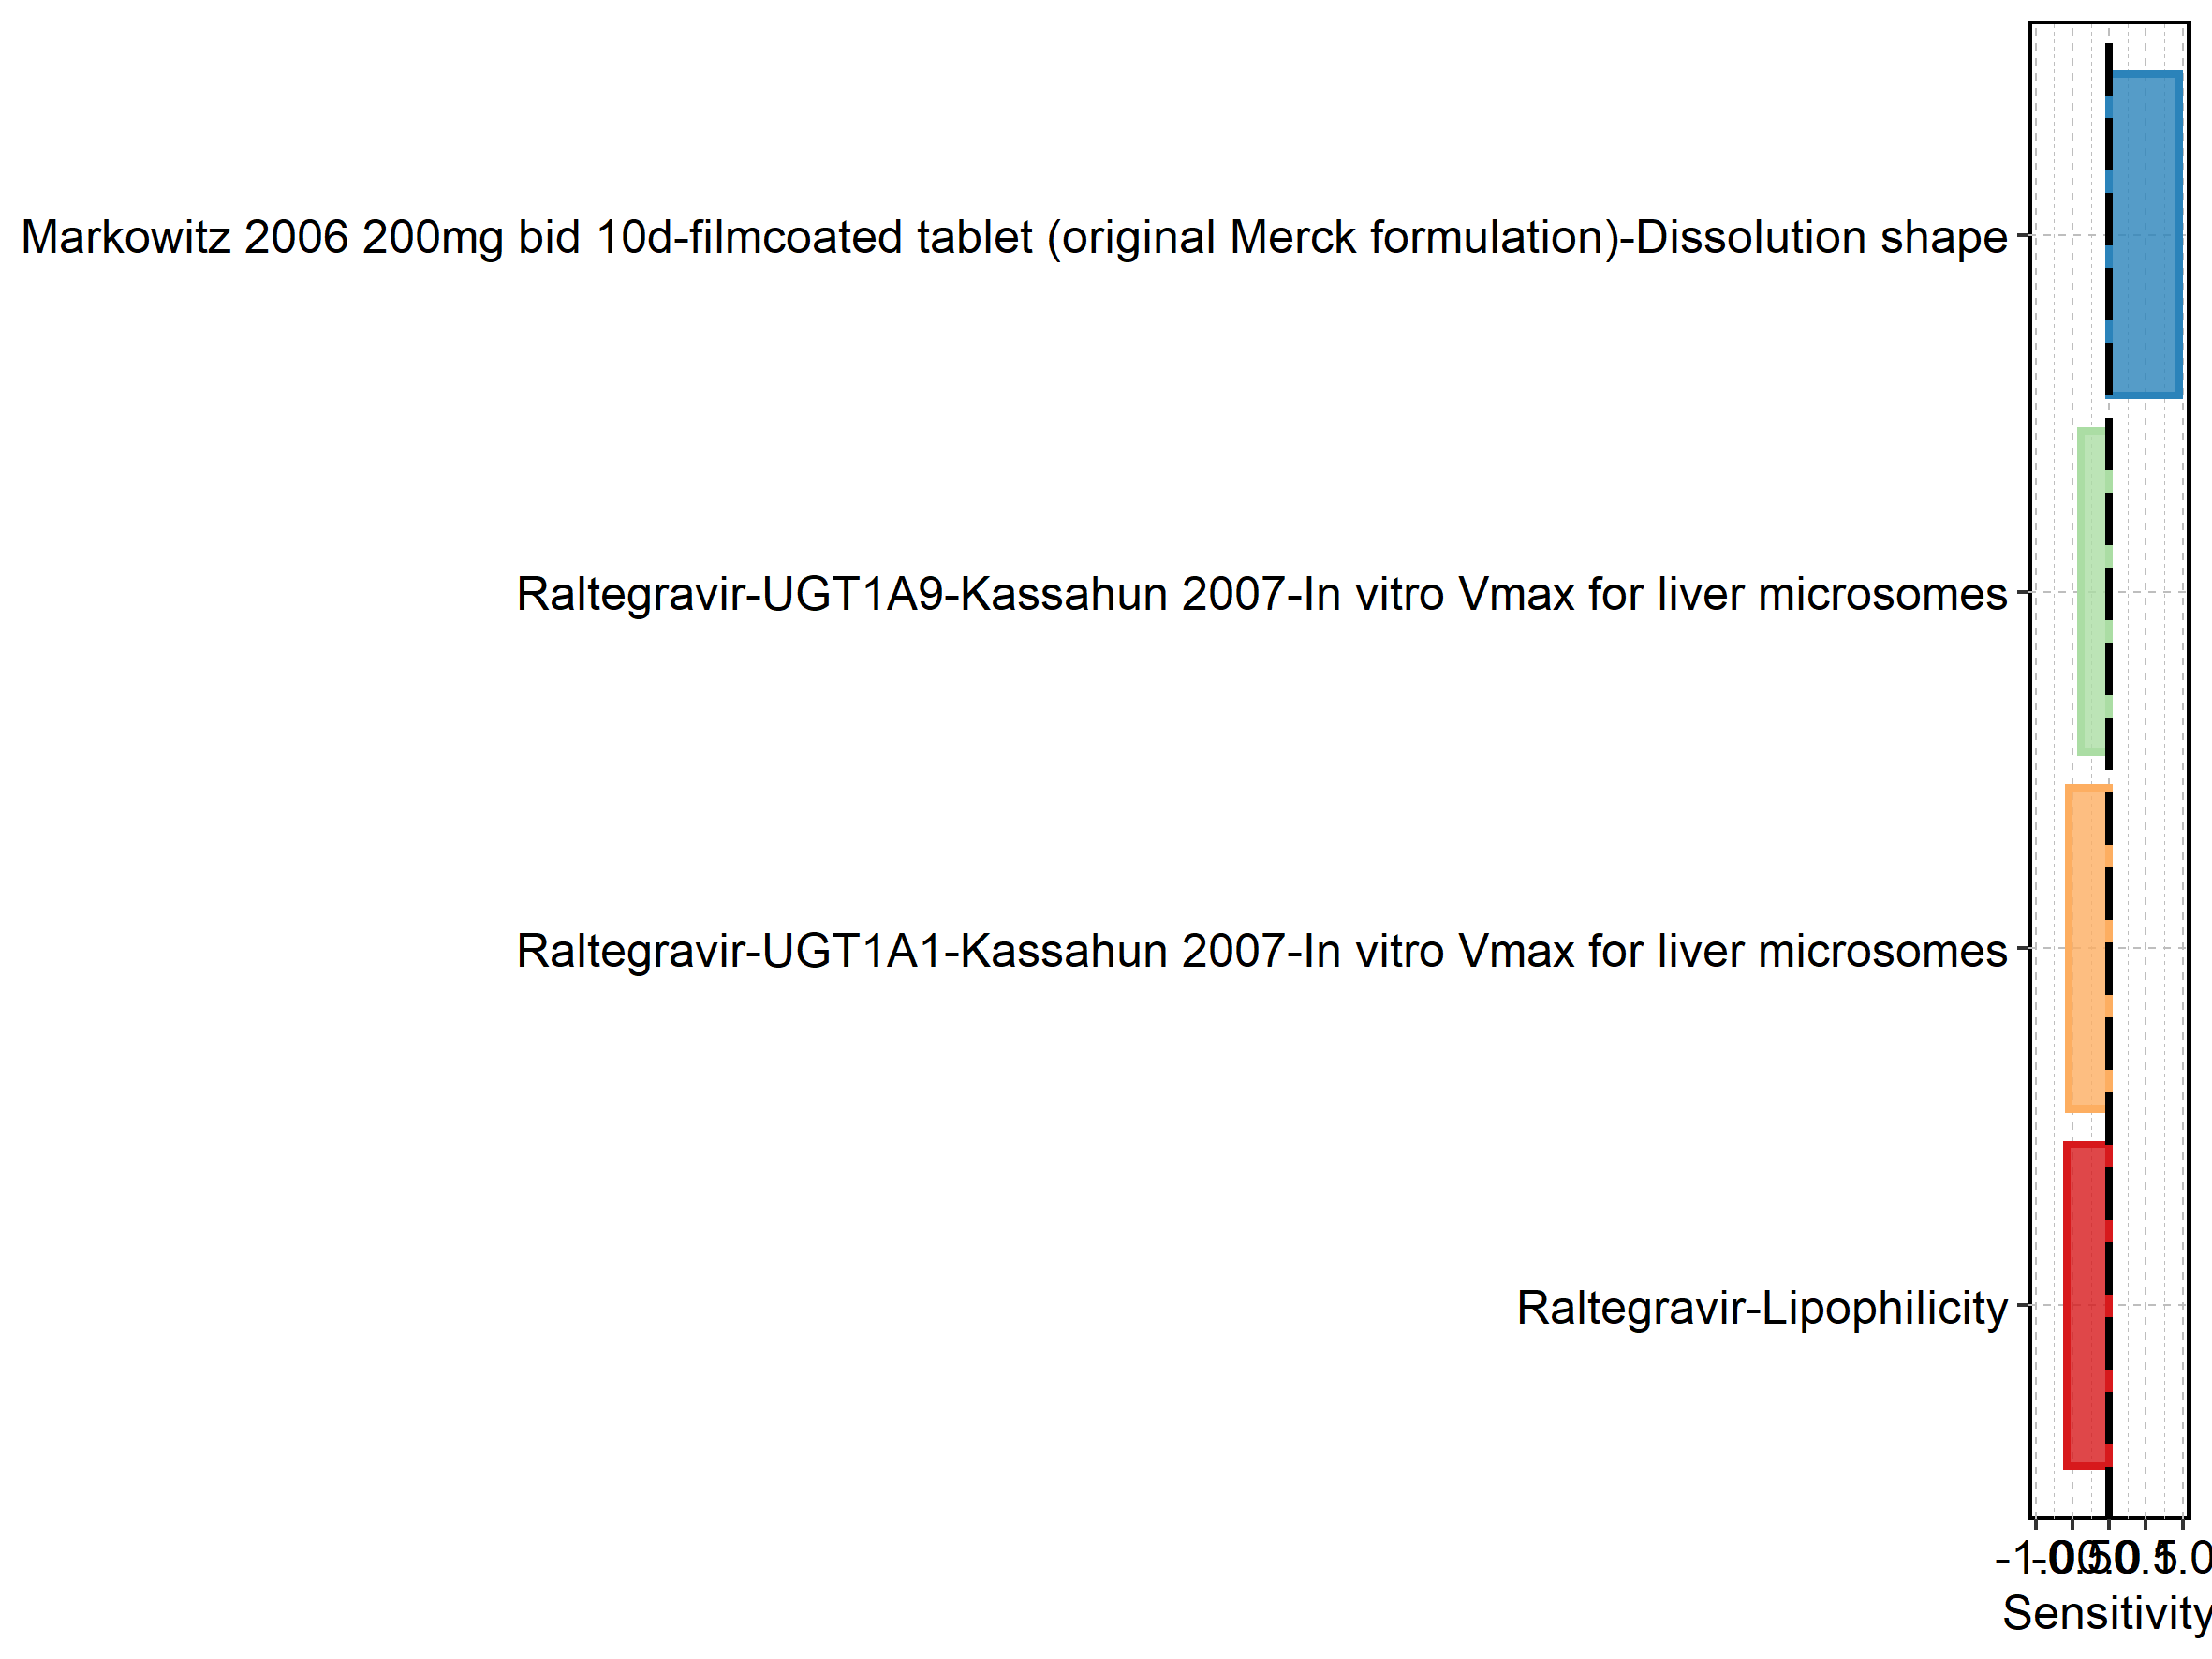 Markowitz 2006 200mg bid 10d-filmcoated tablet (original Merck formulation)-Dissolution shape
Raltegravir-UGT1A9-Kassahun 2007-In vitro Vmax for liver microsomes
Raltegravir-UGT1A1-Kassahun 2007-In vitro Vmax for liver microsomes
Raltegravir-Lipophilicity
-1.0 -0.5 0.0 0.5 1.0
Sensitivity